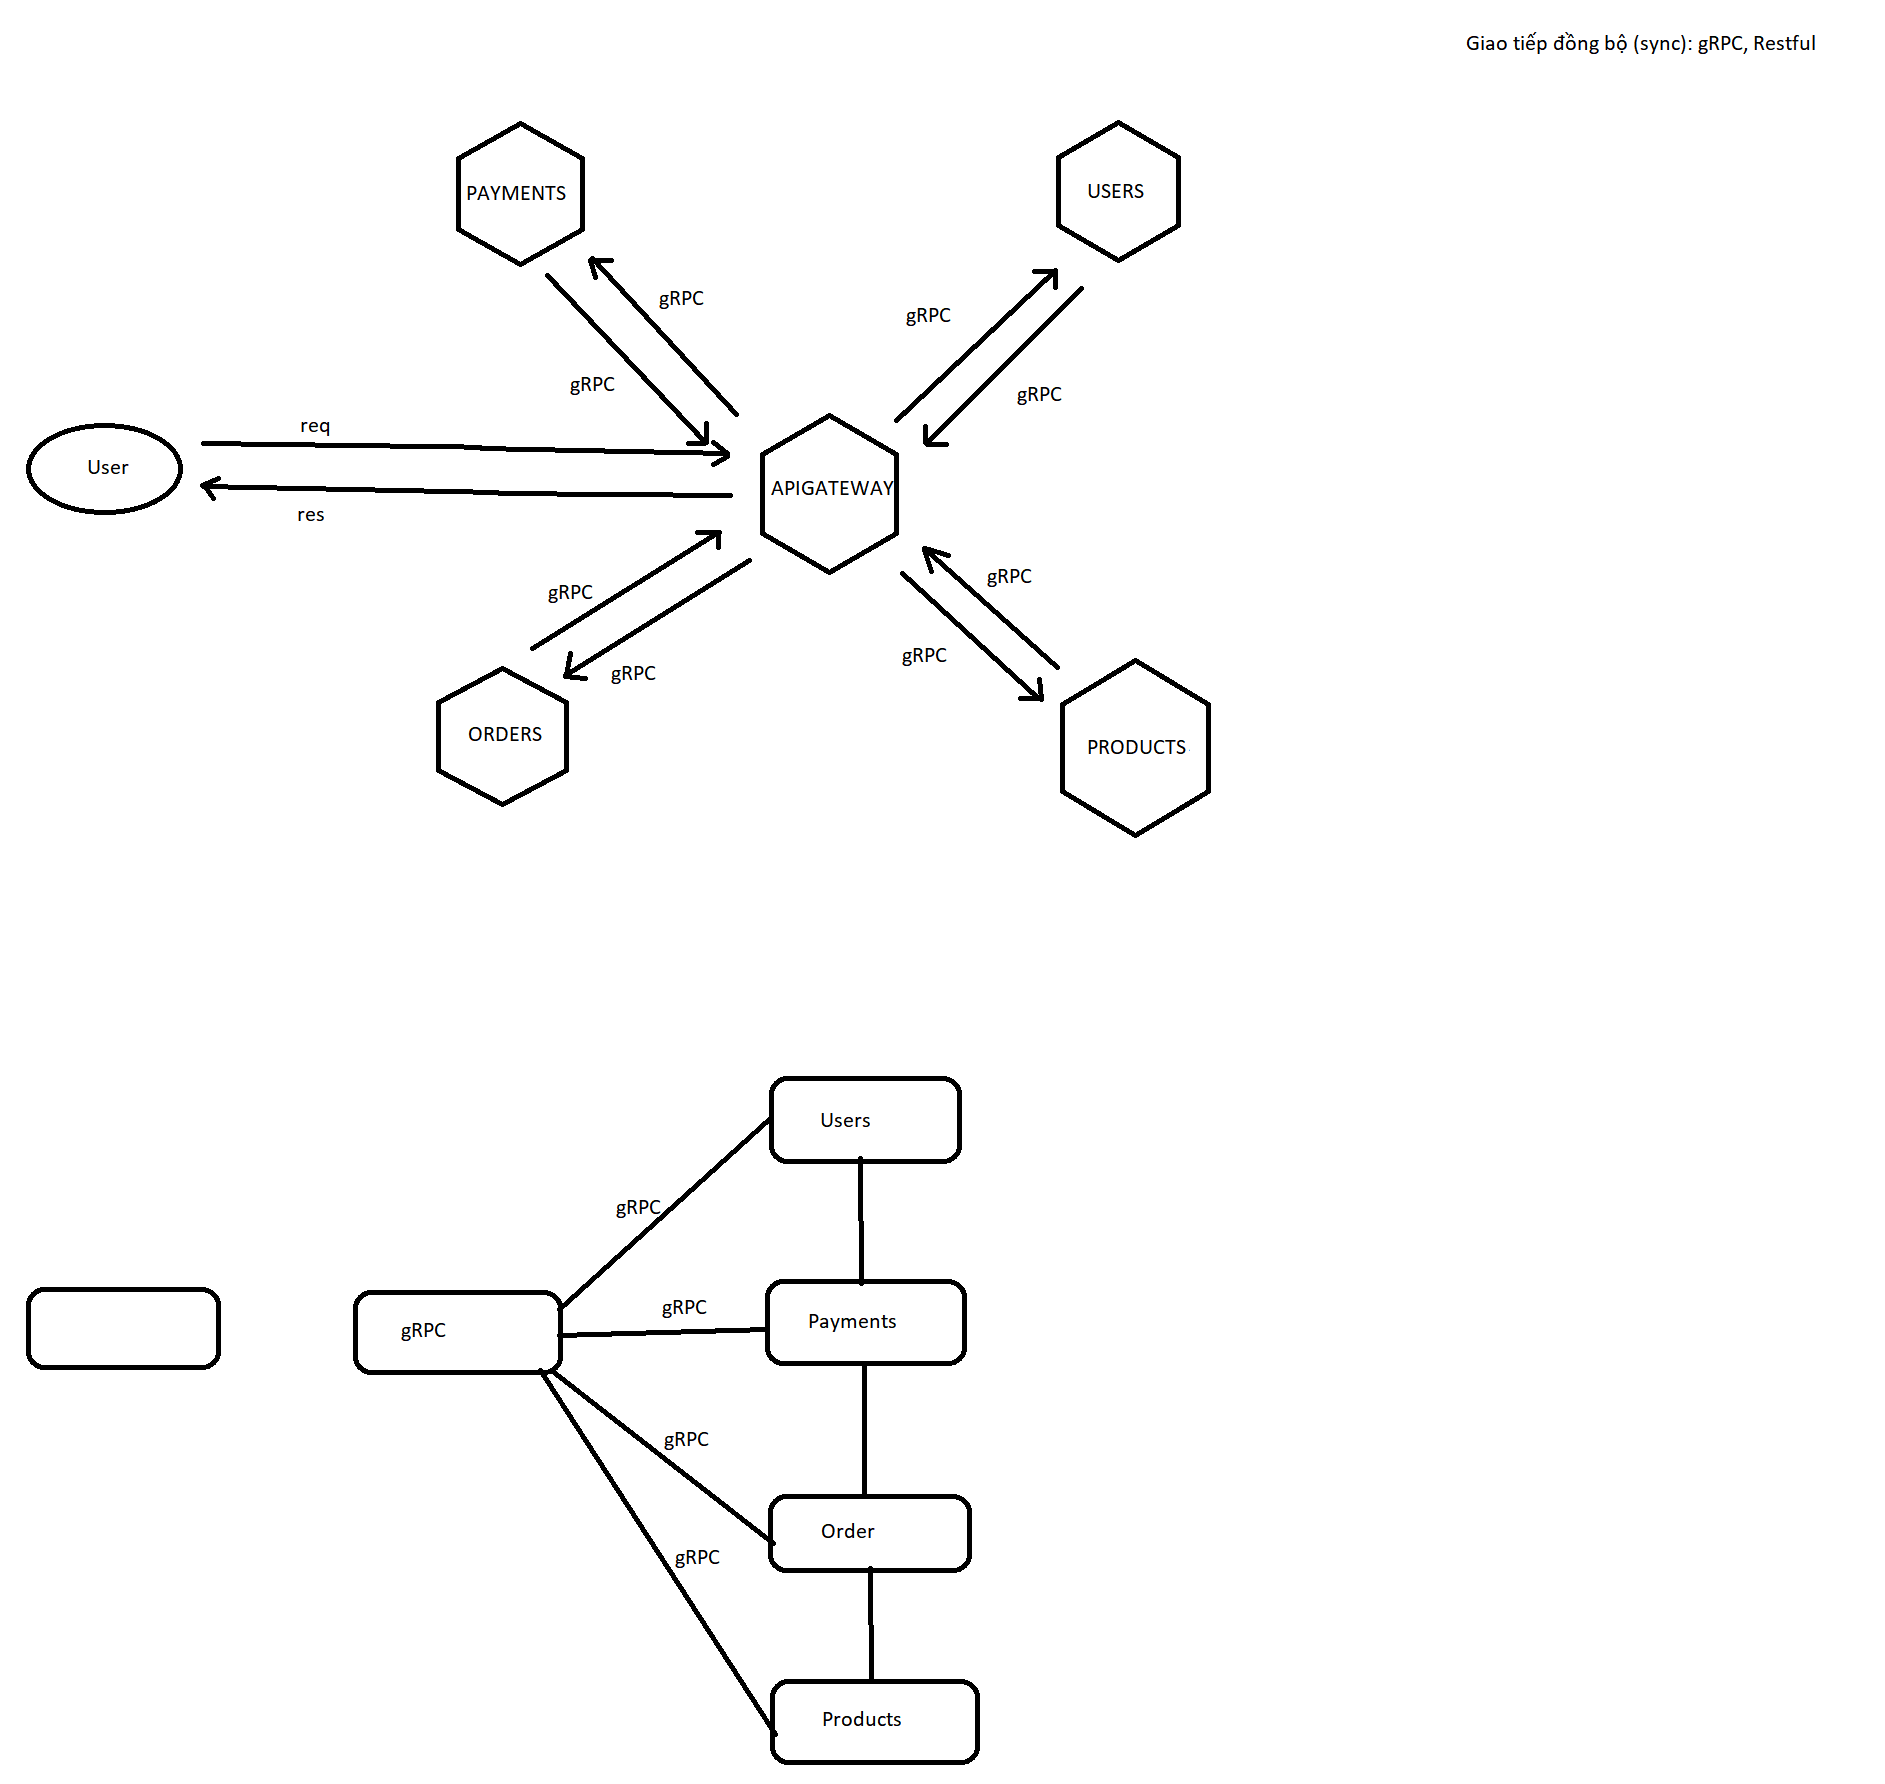 Giao tiếp đồng bộ (sync): gRPC, Restful
PAYMENTS
USERS
gRPC
gRPC
gRPC
gRPC
req
User
APIGATEWAY
res
gRPC
gRPC
gRPC
gRPC
ORDERS
PRODUCTS
Users
gRPC
gRPC
Payments
gRPC
gRPC
Order
gRPC
Products